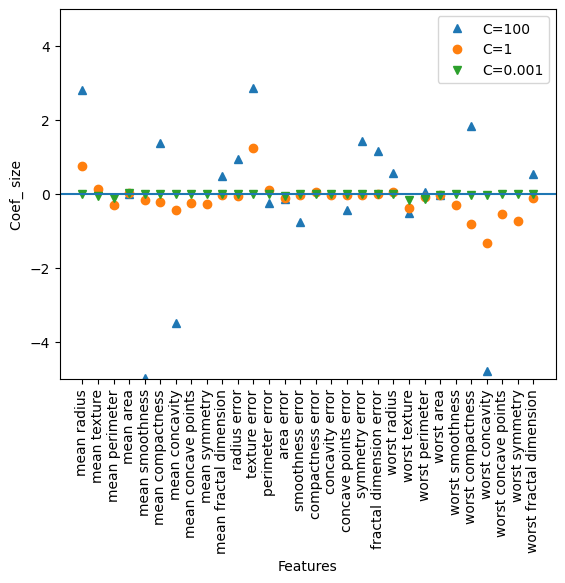 4
2
0
−2
−4
Coef_ size
C=100
C=1
C=0.001
mean radius
mean texture
mean perimeter
mean area
mean smoothness
mean compactness
mean concavity
mean concave points
mean symmetry
mean fractal dimension
radius error
texture error
perimeter error
area error
smoothness error
compactness error
concavity error
concave points error
symmetry error
fractal dimension error
worst radius
worst texture
worst perimeter
worst area
worst smoothness
worst compactness
worst concavity
worst concave points
worst symmetry
worst fractal dimension
Features